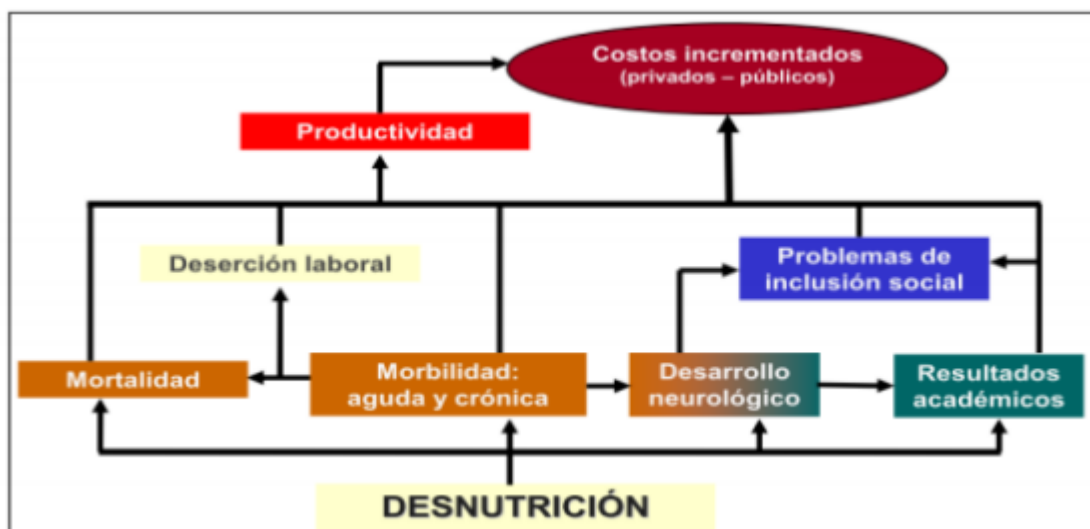 Costos incrementados
(privados – públicos)
Productividad
Deserción laboral
Problemas de
inclusión social
Mortalidad
Morbilidad:
aguda y crónica
Desarrollo
neurológico
Resultados
académicos
DESNUTRICIÓN